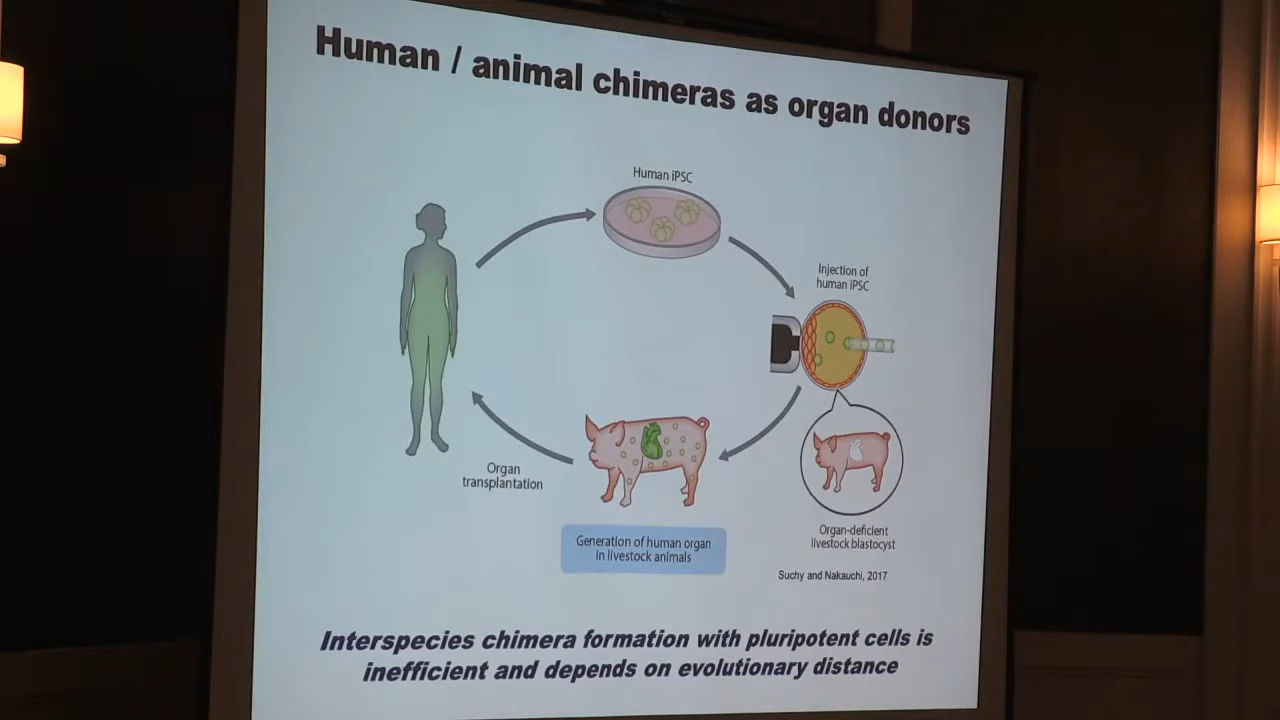 Human / animal chimeras as organ donors
Human iPSC
Injection of
human iPSC
Organ
transplantation
Generation of human organ
in livestock animals
Organ-deficient
livestock blastocyst
Suchy and Nakauchi, 2017
Interspecies chimera formation with pluripotent cells is
inefficient and depends on evolutionary distance